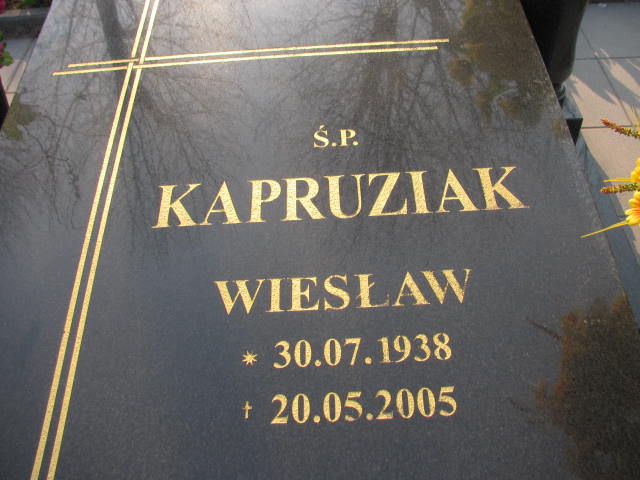 Ś.P.
KAPRUZIAK
WIESŁAW
* 30.07.1938
† 20.05.2005